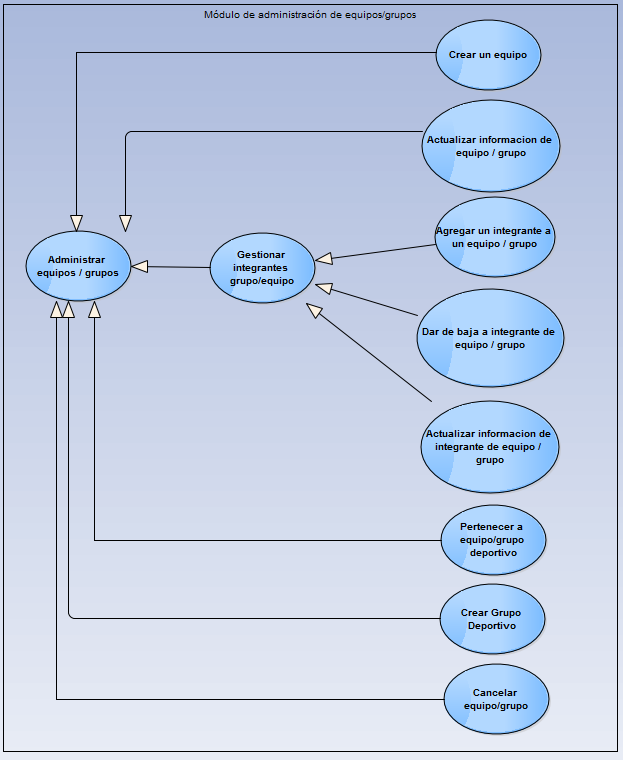 Módulo de administración de equipos/grupos
Crear un equipo
Actualizar informacion de
equipo / grupo
Agregar un integrante a
un equipo / grupo
Administrar
equipos / grupos
Gestionar
integrantes
grupo/equipo
Dar de baja a integrante de
equipo / grupo
Actualizar informacion de
integrante de equipo /
grupo
Pertenecer a
equipo/grupo
deportivo
Crear Grupo
Deportivo
Cancelar
equipo/grupo